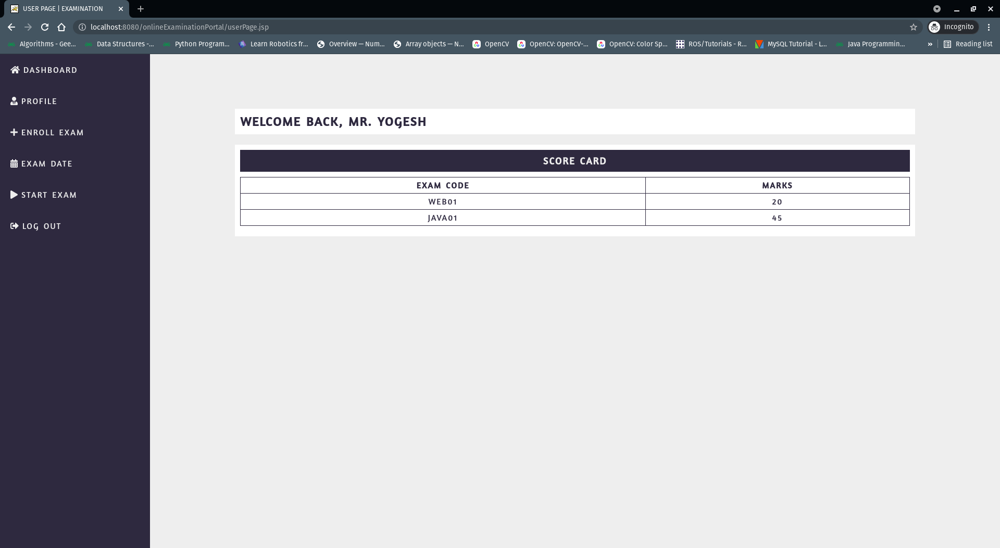 USER PAGE | EXAMINATION
localhost:8080/onlineExaminationPortal/userPage.jsp
Incognito
Algorithms - Gee... Data Structures -... Python Program... Learn Robotics fr... Overview — Num... Array objects — N... OpenCV OpenCV: OpenCV-... OpenCV: Color Sp... ROS/Tutorials - R... MySQL Tutorial - L... Java Programmin... » Reading list
DASHBOARD
PROFILE
ENROLL EXAM
EXAM DATE
START EXAM
LOG OUT
WELCOME BACK, MR. YOGESH
SCORE CARD
EXAM CODE MARKS
WEB01 20
JAVA01 45